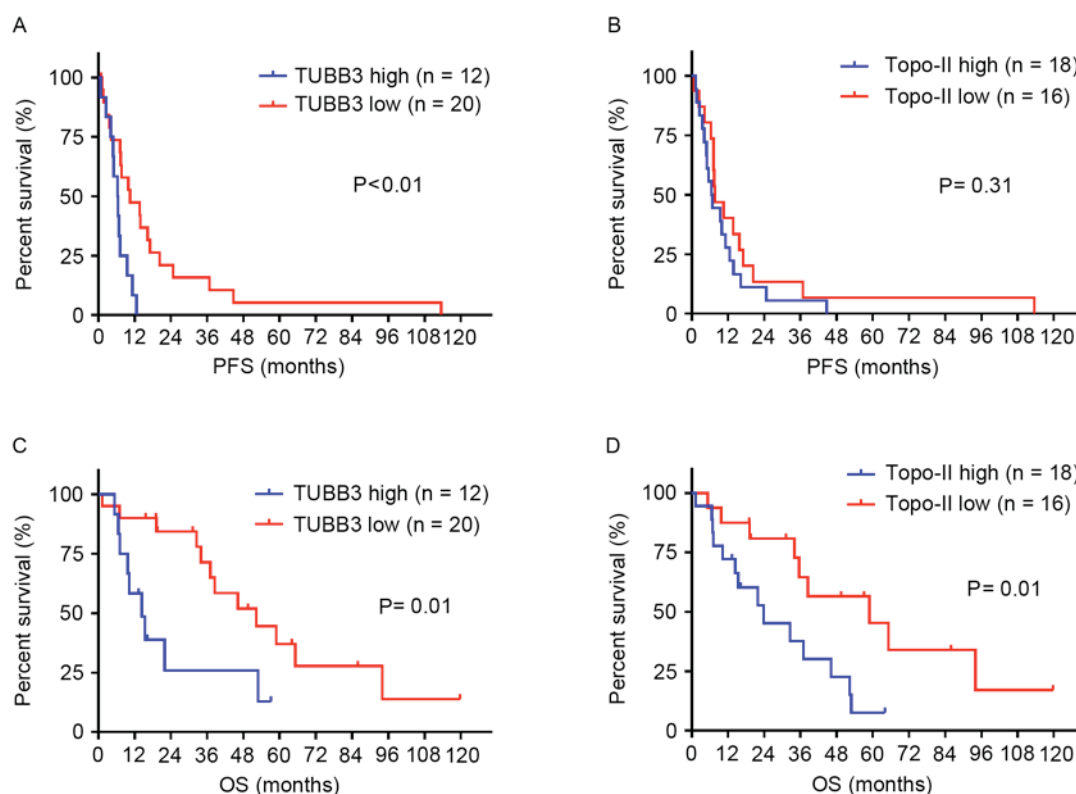 A
TUBB3 high (n = 12)
TUBB3 low (n = 20)
P<0.01
Percent survival (%)
100
75
50
25
0
0 12 24 36 48 60 72 84 96 108 120
PFS (months)
B
Topo-II high (n = 18)
Topo-II low (n = 16)
P= 0.31
Percent survival (%)
100
75
50
25
0
0 12 24 36 48 60 72 84 96 108 120
PFS (months)
C
TUBB3 high (n = 12)
TUBB3 low (n = 20)
P= 0.01
Percent survival (%)
100
75
50
25
0
0 12 24 36 48 60 72 84 96 108 120
OS (months)
D
Topo-II high (n = 18)
Topo-II low (n = 16)
P= 0.01
Percent survival (%)
100
75
50
25
0
0 12 24 36 48 60 72 84 96 108 120
OS (months)